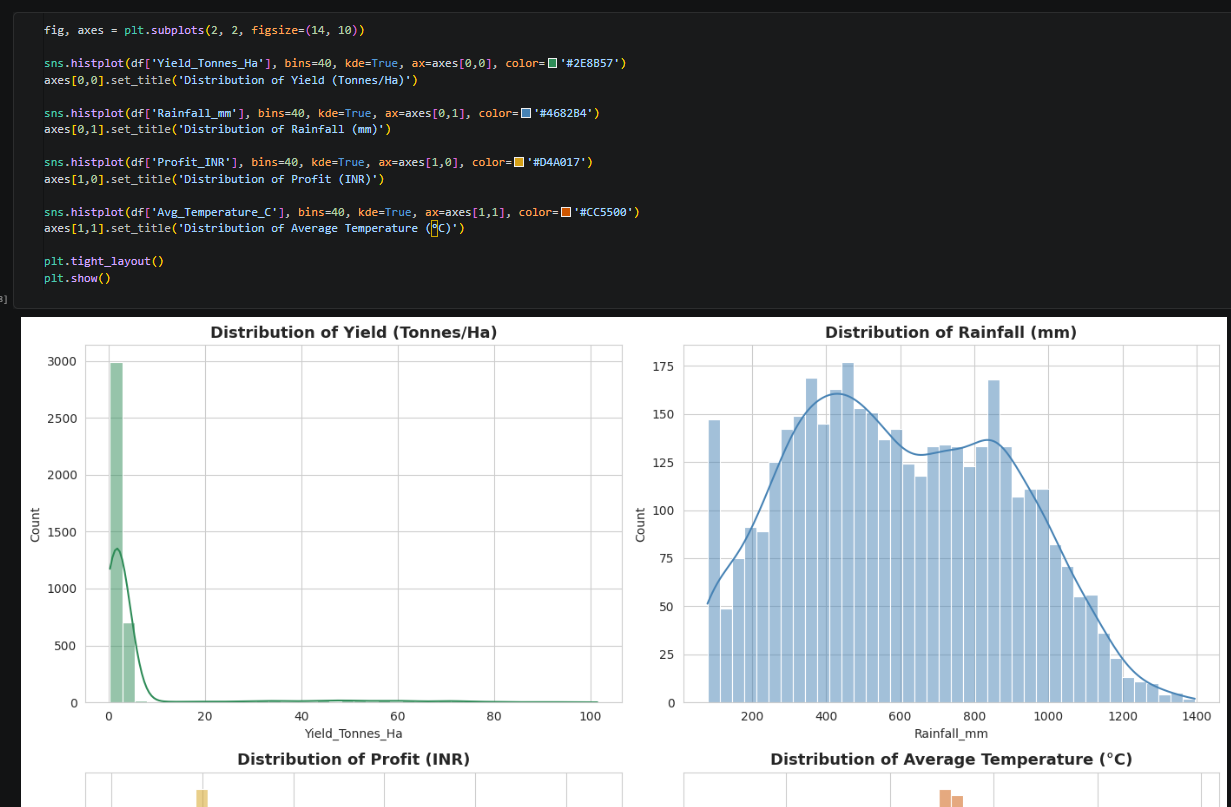 fig, axes = plt.subplots(2, 2, figsize=(14, 10))
sns.histplot(df['Yield_Tonnes_Ha'], bins=40, kde=True, ax=axes[0,0], color='#2E8B57')
axes[0,0].set_title('Distribution of Yield (Tonnes/Ha)')
sns.histplot(df['Rainfall_mm'], bins=40, kde=True, ax=axes[0,1], color='#4682B4')
axes[0,1].set_title('Distribution of Rainfall (mm)')
sns.histplot(df['Profit_INR'], bins=40, kde=True, ax=axes[1,0], color='#D4A017')
axes[1,0].set_title('Distribution of Profit (INR)')
sns.histplot(df['Avg_Temperature_C'], bins=40, kde=True, ax=axes[1,1], color='#CC5500')
axes[1,1].set_title('Distribution of Average Temperature (°C)')
plt.tight_layout()
plt.show()
]
Distribution of Yield (Tonnes/Ha)
3000
2500
2000
1500
1000
500
0
Count
0 20 40 60 80 100
Yield_Tonnes_Ha
Distribution of Rainfall (mm)
175
150
125
100
75
50
25
0
Count
200 400 600 800 1000 1200 1400
Rainfall_mm
Distribution of Profit (INR)
Distribution of Average Temperature (°C)